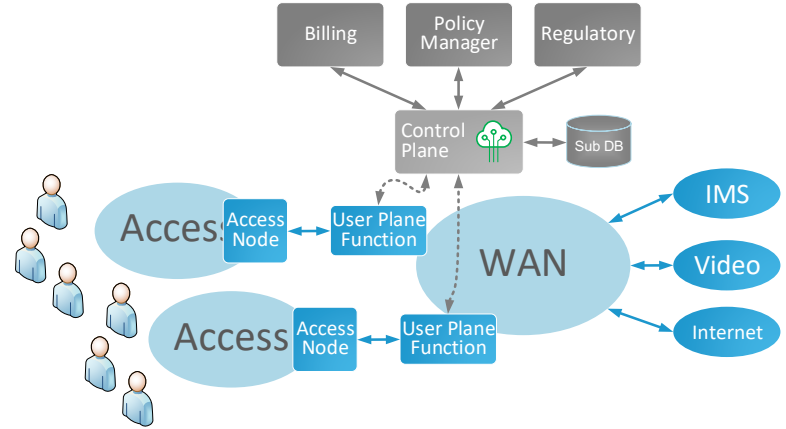 Billing
Policy
Manager
Regulatory
Control
Plane
Sub DB
Access
Access
Node
User Plane
Function
WAN
IMS
Video
Internet
Access
Access
Node
User Plane
Function